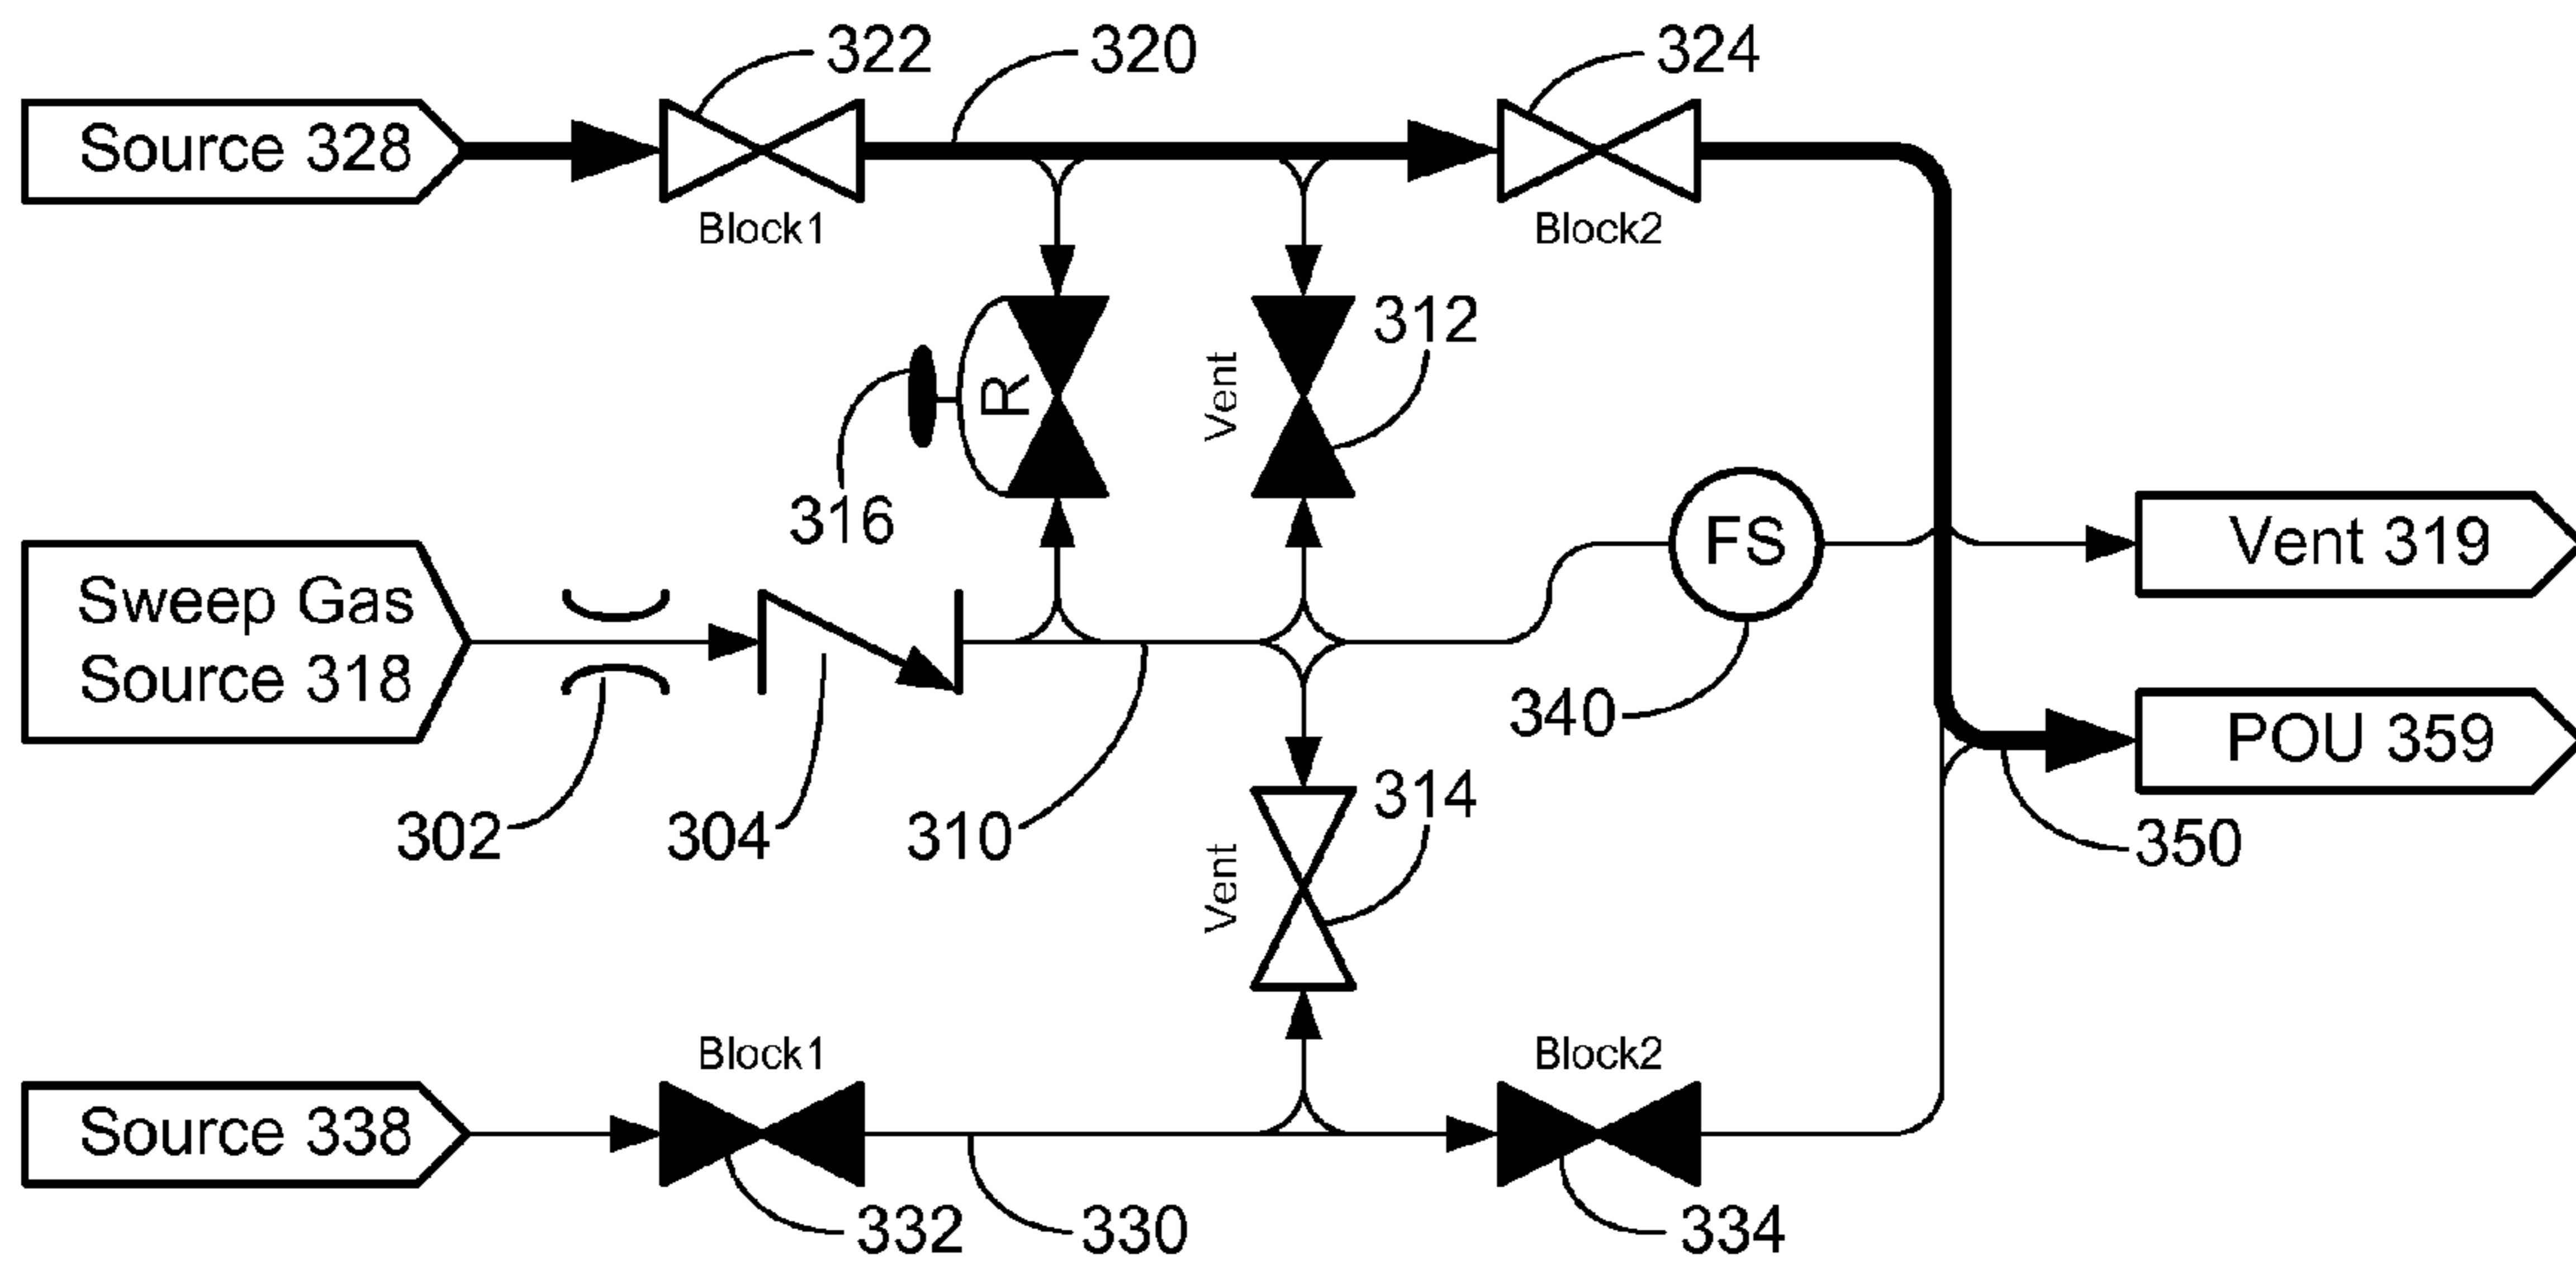 322
320
324
Source 328
Block1
Block2
R
Vent
312
316
FS
Vent 319
Sweep Gas
Source 318
340
POU 359
302
304
310
314
350
Vent
Block1
Block2
Source 338
332
330
334